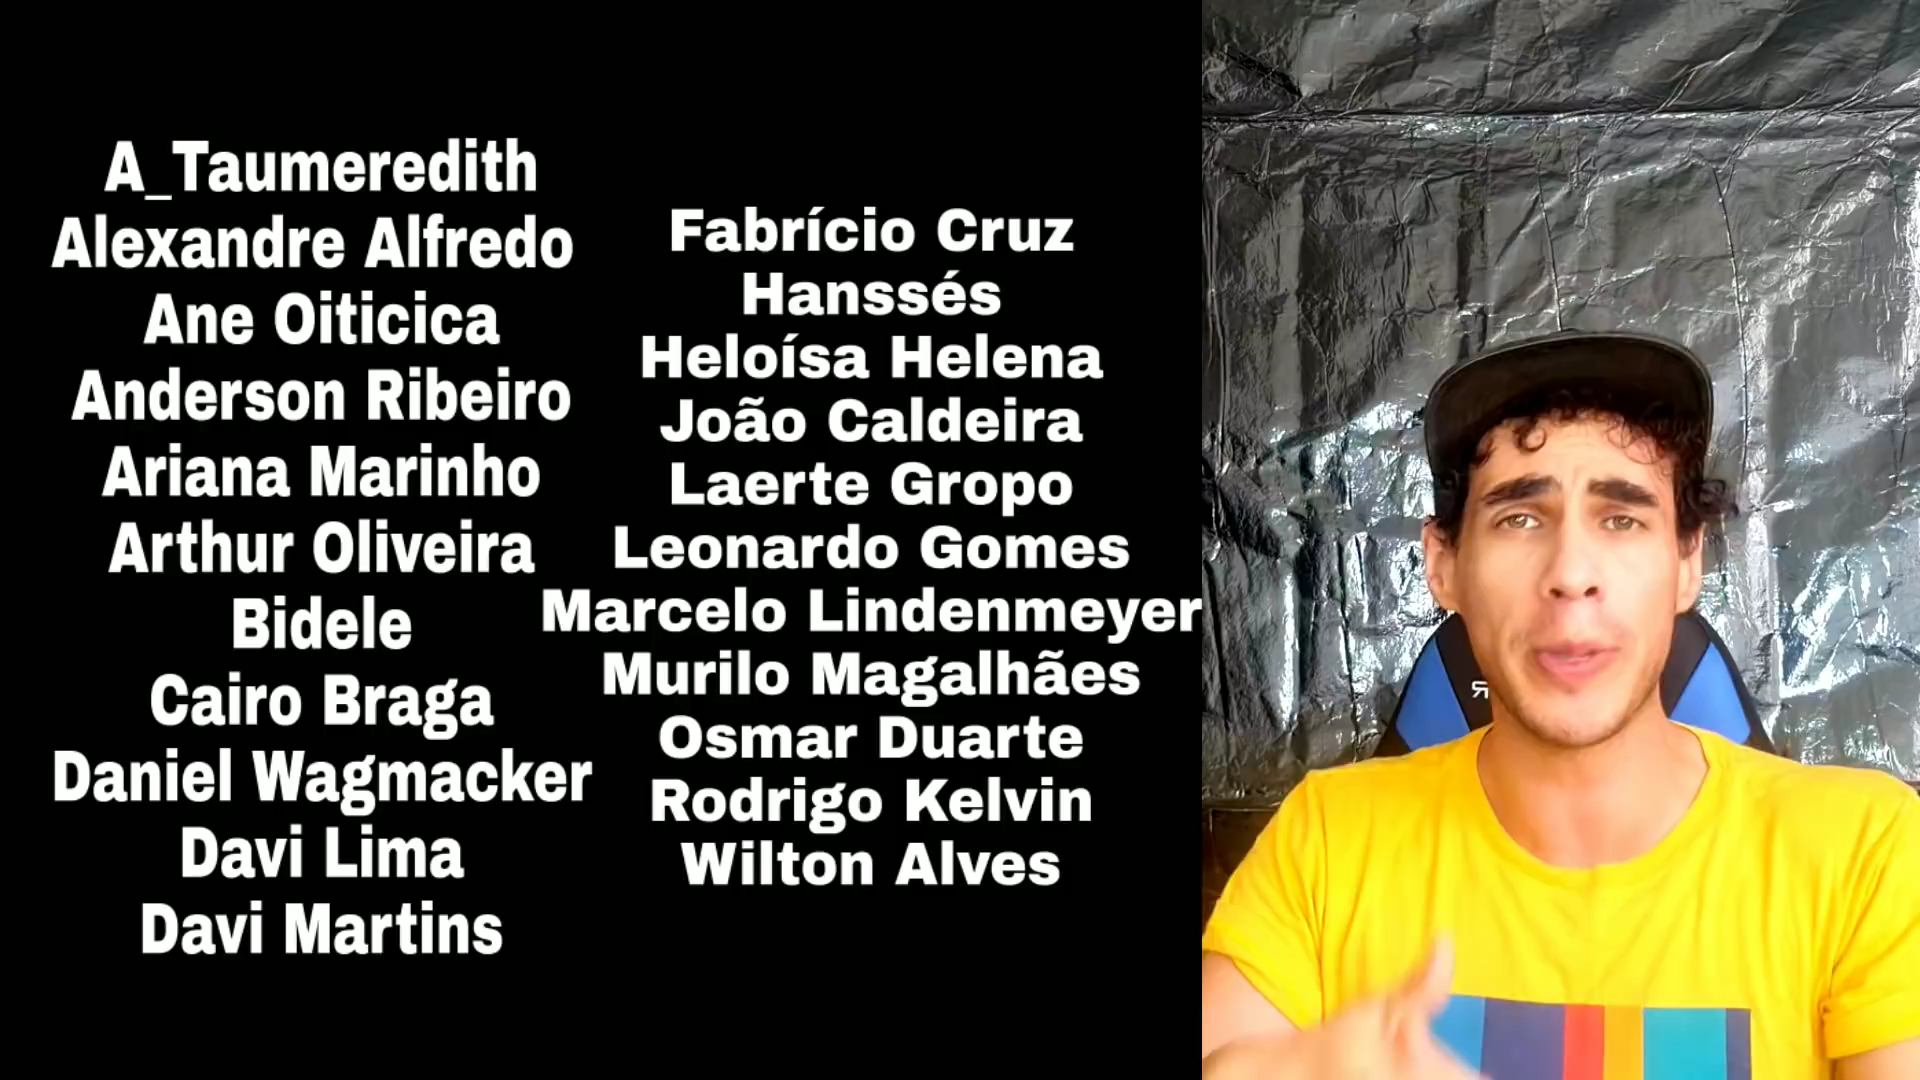 A_Taumeredith
Alexandre Alfredo
Ane Oiticica
Anderson Ribeiro
Ariana Marinho
Arthur Oliveira
Bidele
Cairo Braga
Daniel Wagmacker
Davi Lima
Davi Martins
Fabrício Cruz
Hanssés
Heloísa Helena
João Caldeira
Laerte Gropo
Leonardo Gomes
Marcelo Lindenmeyer
Murilo Magalhães
Osmar Duarte
Rodrigo Kelvin
Wilton Alves